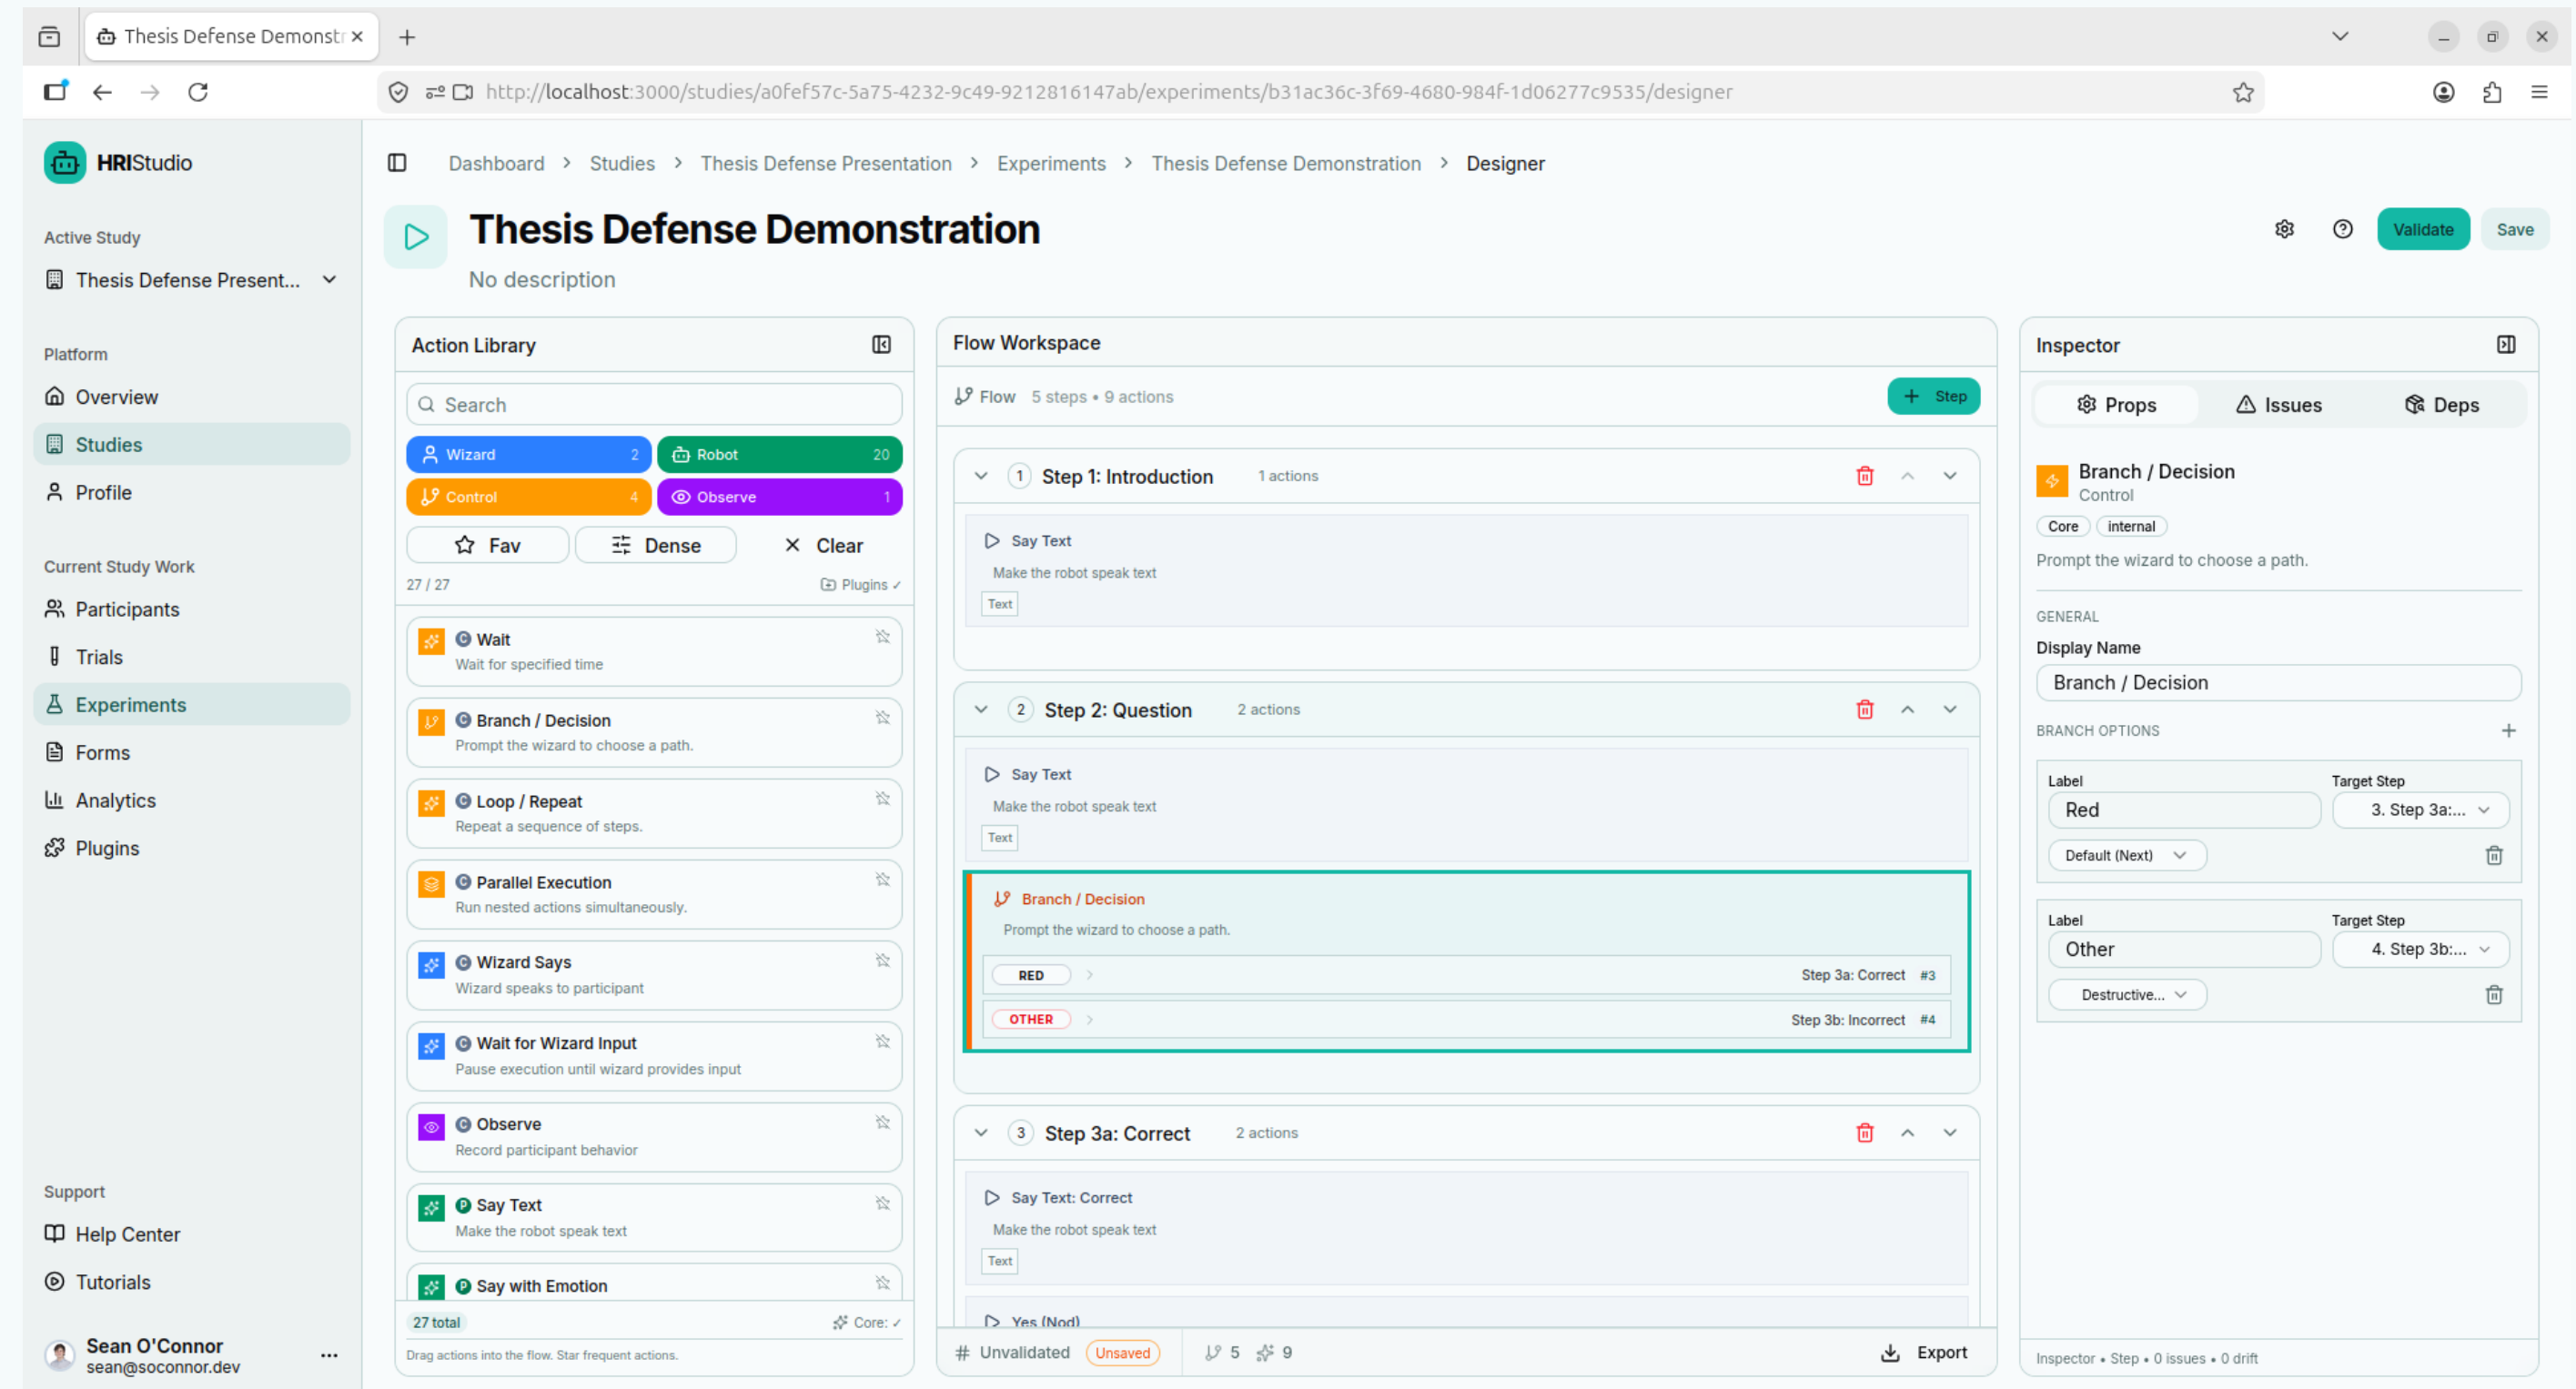 Thesis Defense Demonstr
http://localhost:3000/studies/a0fef57c-5a75-4232-9c49-9212816147ab/experiments/b31ac36c-3f69-4680-984f-1d06277c9535/designer
HRIStudio
Active Study
Thesis Defense Present...
Platform
Overview
Studies
Profile
Current Study Work
Participants
Trials
Experiments
Forms
Analytics
Plugins
Support
Help Center
Tutorials
Sean O'Connor
sean@soconnor.dev
Dashboard > Studies > Thesis Defense Presentation > Experiments > Thesis Defense Demonstration > Designer
Thesis Defense Demonstration
No description
Validate Save
Action Library
Search
Wizard 2 Robot 20
Control 4 Observe 1
Fav Dense Clear
27 / 27 Plugins ✓
C Wait
Wait for specified time
C Branch / Decision
Prompt the wizard to choose a path.
C Loop / Repeat
Repeat a sequence of steps.
C Parallel Execution
Run nested actions simultaneously.
C Wizard Says
Wizard speaks to participant
C Wait for Wizard Input
Pause execution until wizard provides input
C Observe
Record participant behavior
P Say Text
Make the robot speak text
P Say with Emotion
27 total Core: ✓
Drag actions into the flow. Star frequent actions.
Flow Workspace
Flow 5 steps • 9 actions + Step
1 Step 1: Introduction 1 actions
Say Text
Make the robot speak text
Text
2 Step 2: Question 2 actions
Say Text
Make the robot speak text
Text
Branch / Decision
Prompt the wizard to choose a path.
RED Step 3a: Correct #3
OTHER Step 3b: Incorrect #4
3 Step 3a: Correct 2 actions
Say Text: Correct
Make the robot speak text
Text
Yes (Nod)
# Unvalidated Unsaved 5 9 Export
Inspector
Props Issues Deps
Branch / Decision
Control
Core internal
Prompt the wizard to choose a path.
GENERAL
Display Name
Branch / Decision
BRANCH OPTIONS +
Label Target Step
Red 3. Step 3a:...
Default (Next)
Label Target Step
Other 4. Step 3b:...
Destructive...
Inspector • Step • 0 issues • 0 drift